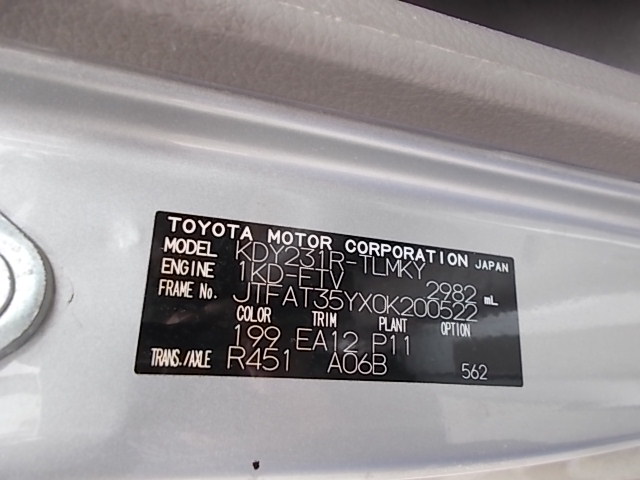 TOYOTA MOTOR CORPORATION JAPAN
MODEL KDY231R-TLMKY
ENGINE 1KD-FTV 2982 mL
FRAME No. JTFAT35YX0K200522
COLOR TRIM PLANT OPTION
199 EA12 P11
TRANS./AXLE R451 A06B 562